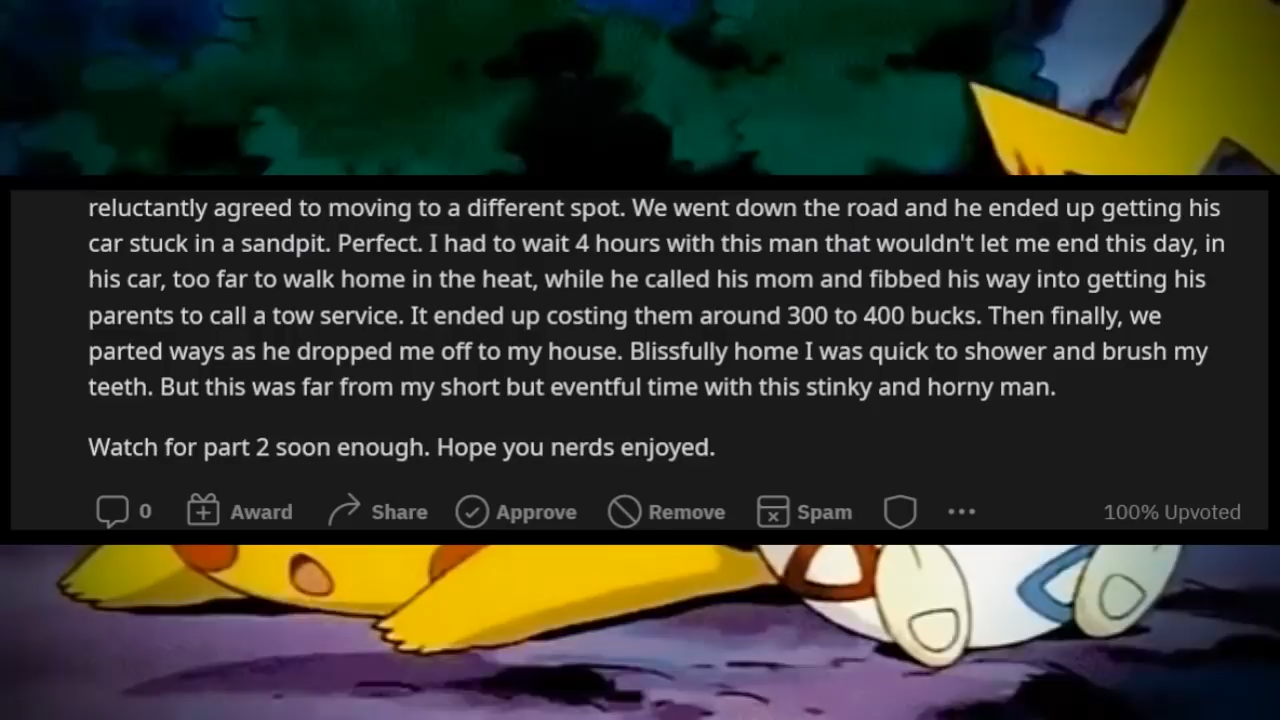 reluctantly agreed to moving to a different spot. We went down the road and he ended up getting his
car stuck in a sandpit. Perfect. I had to wait 4 hours with this man that wouldn't let me end this day, in
his car, too far to walk home in the heat, while he called his mom and fibbed his way into getting his
parents to call a tow service. It ended up costing them around 300 to 400 bucks. Then finally, we
parted ways as he dropped me off to my house. Blissfully home I was quick to shower and brush my
teeth. But this was far from my short but eventful time with this stinky and horny man.
Watch for part 2 soon enough. Hope you nerds enjoyed.
0 Award Share Approve Remove Spam 100% Upvoted